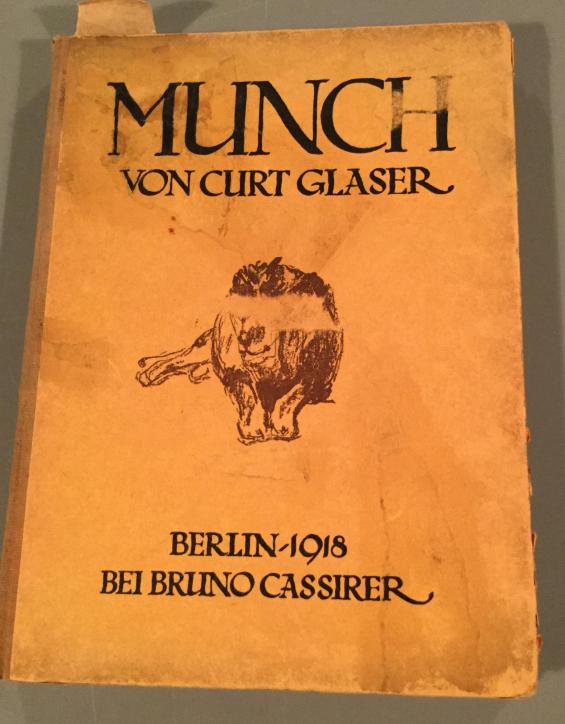 MUNCH
VON CURT GLASER
BERLIN-1918
BEI BRUNO CASSIRER